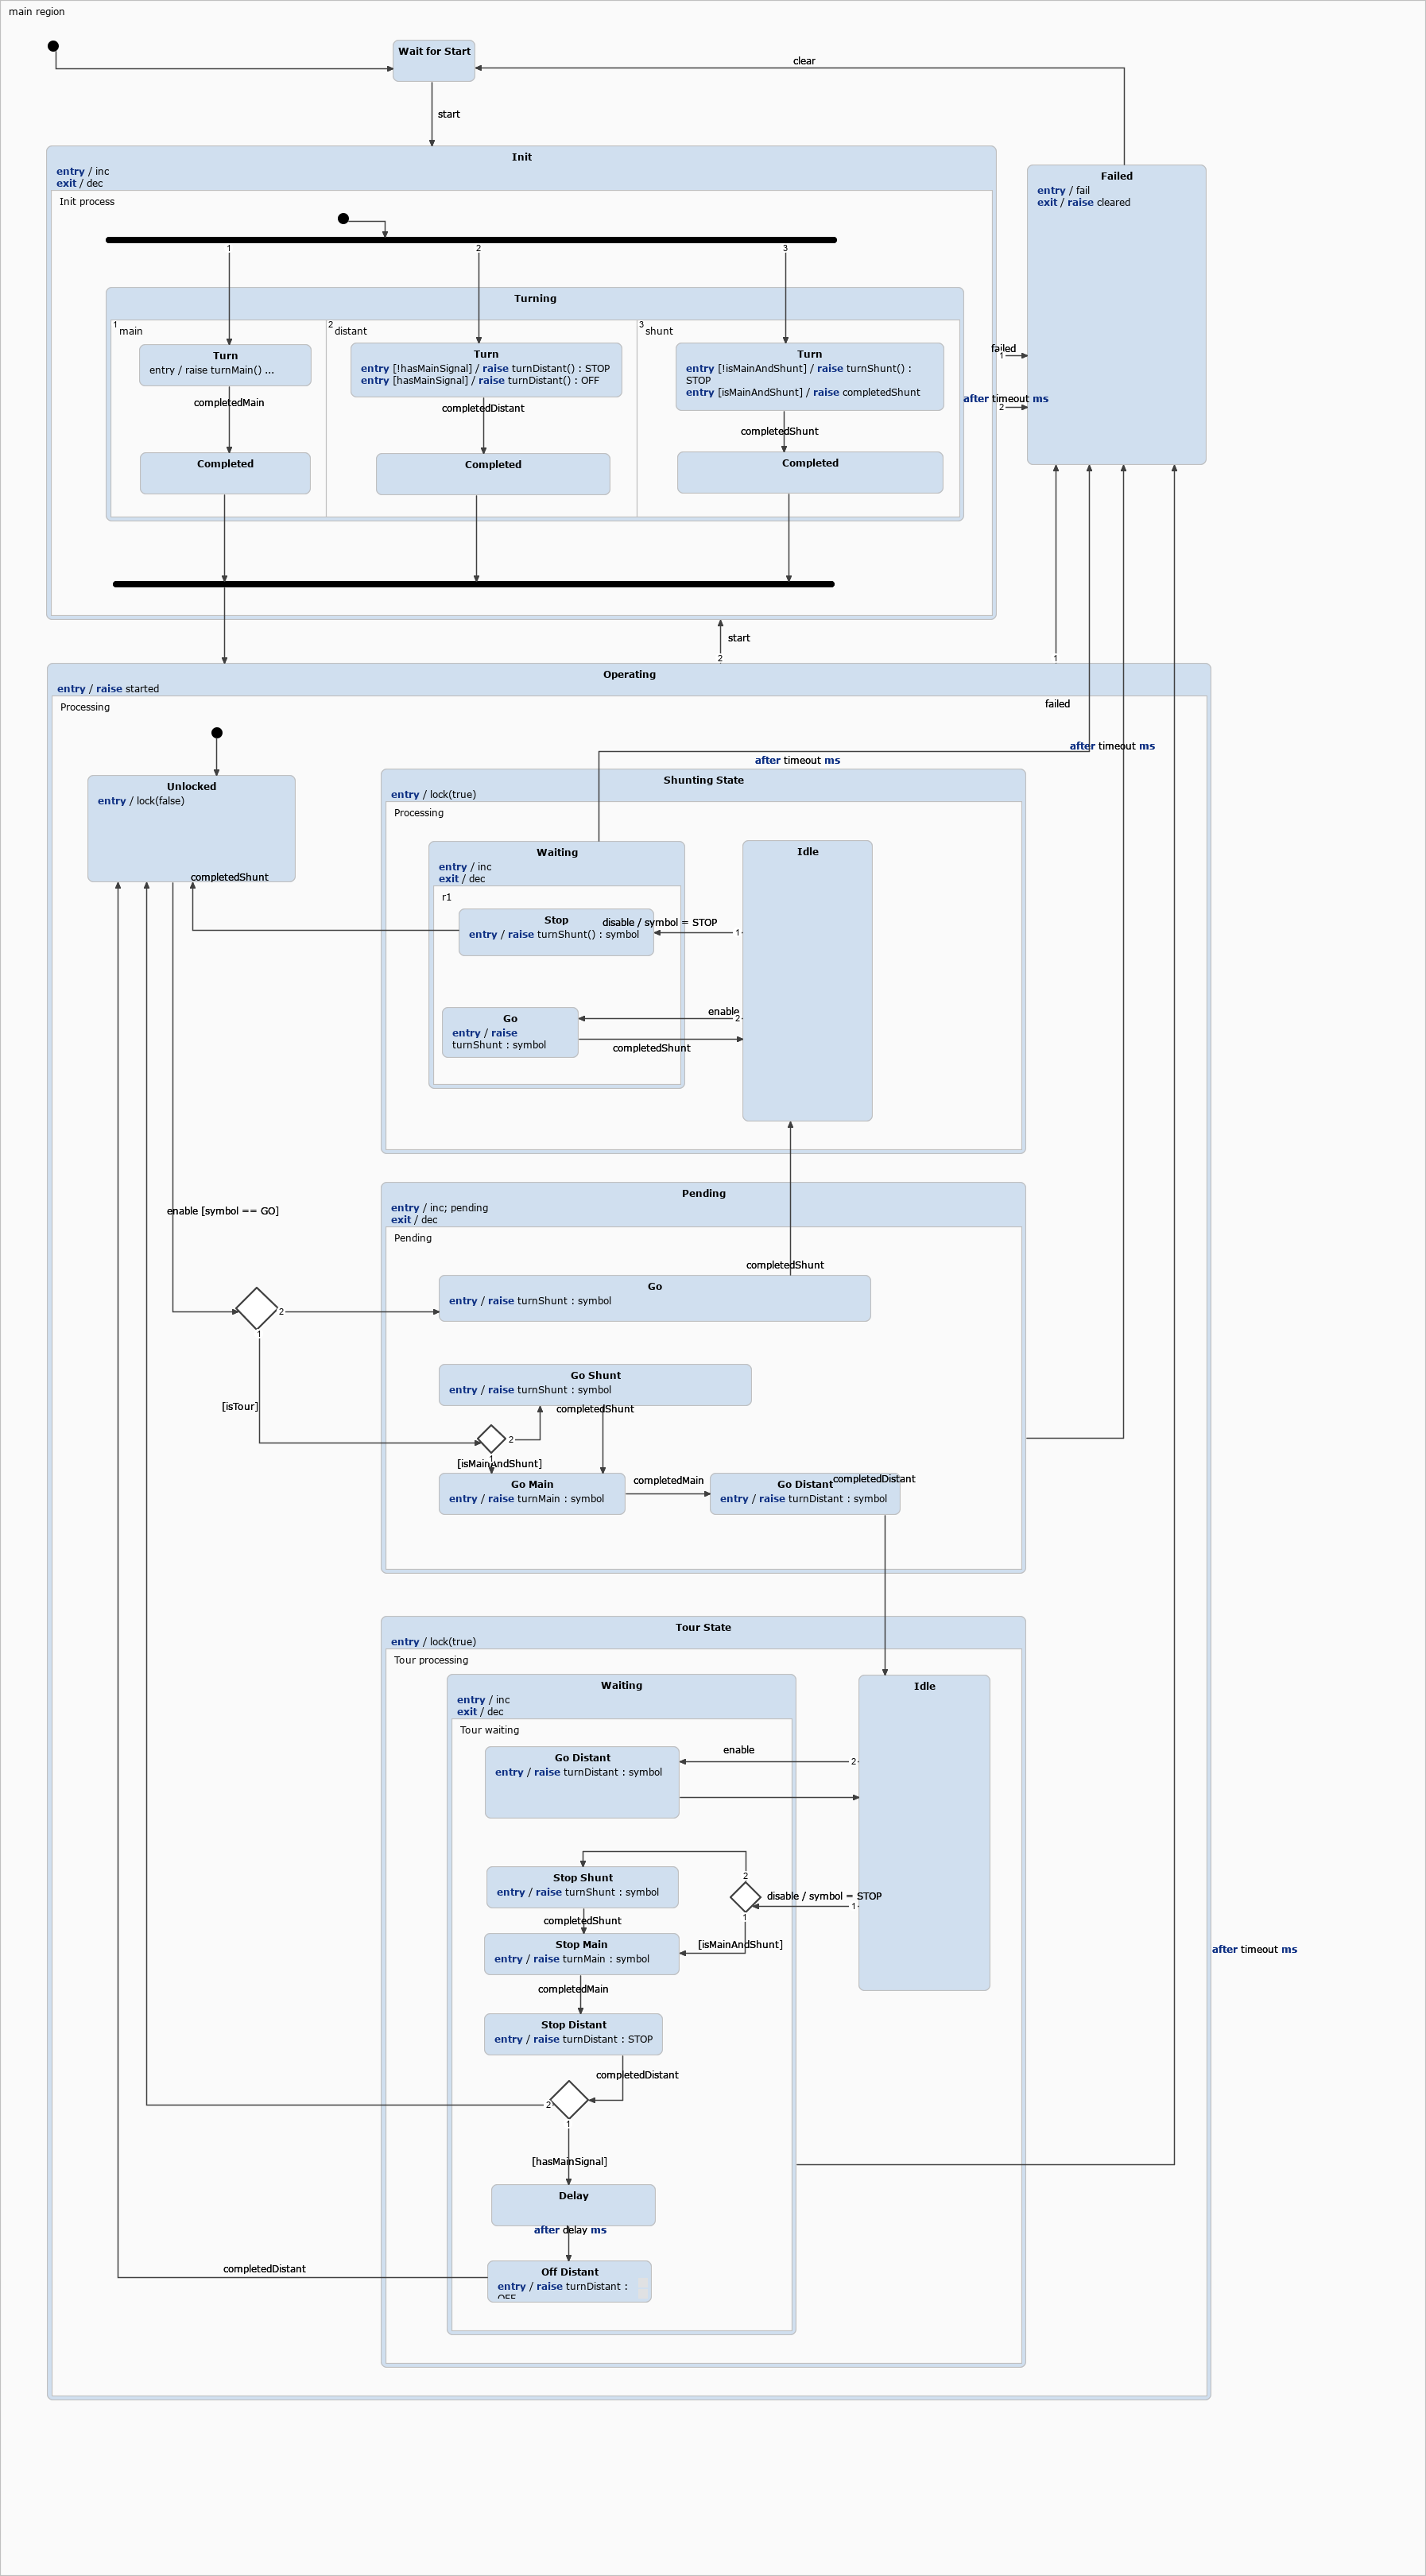 main region
Wait for Start
clear
start
Init
entry / inc
exit / dec
Init process
Failed
entry / fail
exit / raise cleared
1
2
3
Turning
1
main
2
distant
3
shunt
Turn
entry / raise turnMain() ...
Turn
entry [!hasMainSignal] / raise turnDistant() : STOP
entry [hasMainSignal] / raise turnDistant() : OFF
Turn
entry [!isMainAndShunt] / raise turnShunt() :
STOP
entry [isMainAndShunt] / raise completedShunt
failed
1
after timeout ms
2
completedMain
completedDistant
completedShunt
Completed
Completed
Completed
start
2
1
Operating
entry / raise started
Processing
failed
after timeout ms
after timeout ms
Unlocked
entry / lock(false)
completedShunt
Shunting State
entry / lock(true)
Processing
Waiting
entry / inc
exit / dec
r1
Idle
Stop
entry / raise turnShunt() : symbol
disable / symbol = STOP
1
Go
entry / raise
turnShunt : symbol
enable
2
completedShunt
enable [symbol == GO]
Pending
entry / inc; pending
exit / dec
Pending
completedShunt
Go
entry / raise turnShunt : symbol
2
1
[isTour]
Go Shunt
entry / raise turnShunt : symbol
completedShunt
2
1
[isMainAndShunt]
Go Main
entry / raise turnMain : symbol
completedMain
Go Distant
entry / raise turnDistant : symbol
completedDistant
Tour State
entry / lock(true)
Tour processing
Waiting
entry / inc
exit / dec
Tour waiting
Idle
Go Distant
entry / raise turnDistant : symbol
enable
2
Stop Shunt
entry / raise turnShunt : symbol
2
disable / symbol = STOP
1
1
completedShunt
[isMainAndShunt]
Stop Main
entry / raise turnMain : symbol
completedMain
after timeout ms
Stop Distant
entry / raise turnDistant : STOP
completedDistant
2
1
[hasMainSignal]
Delay
after delay ms
completedDistant
Off Distant
entry / raise turnDistant :
OFF